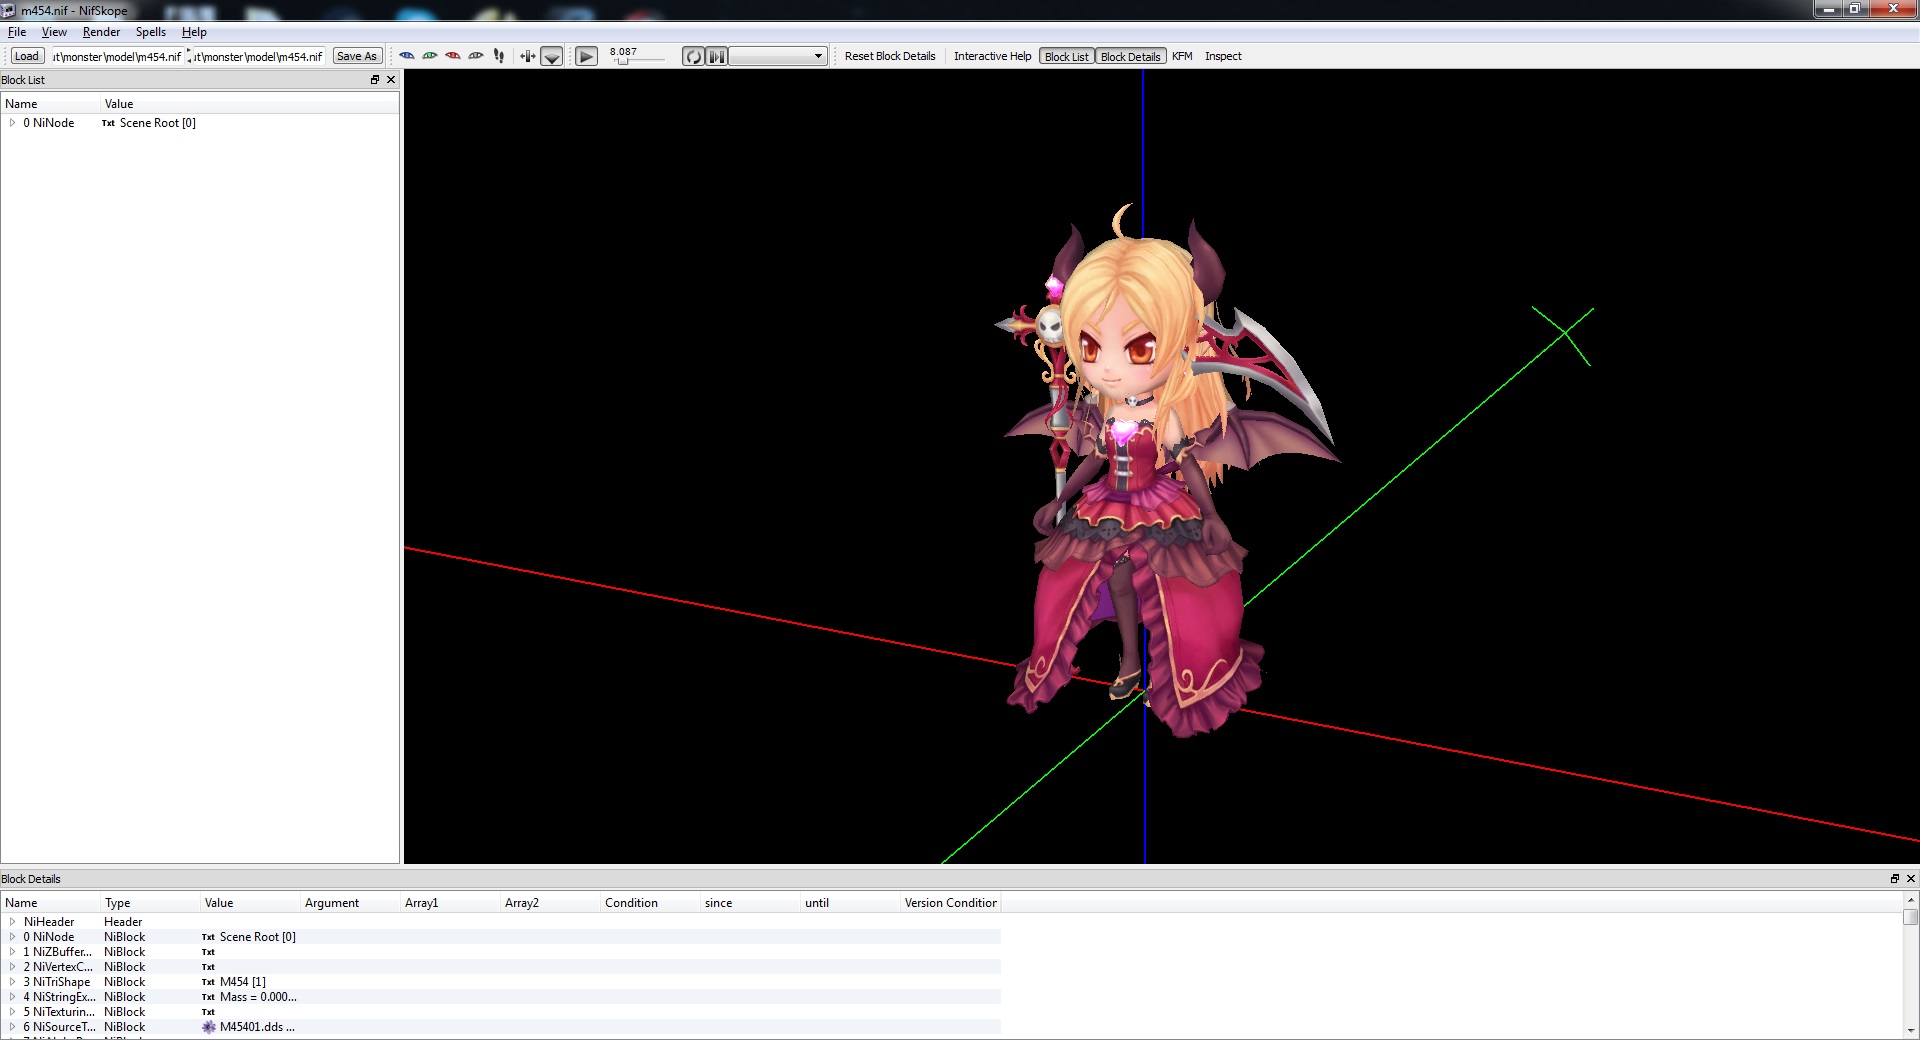 m454.nif - NifSkope
File View Render Spells Help
Load ıt\monster\model\m454.nif ıt\monster\model\m454.nif Save As 8.087 Reset Block Details Interactive Help Block List Block Details KFM Inspect
Block List
Name Value
0 NiNode Txt Scene Root [0]
Block Details
Name Type Value Argument Array1 Array2 Condition since until Version Condition
NiHeader Header
0 NiNode NiBlock Txt Scene Root [0]
1 NiZBuffer... NiBlock Txt
2 NiVertexC... NiBlock Txt
3 NiTriShape NiBlock Txt M454 [1]
4 NiStringEx... NiBlock Txt Mass = 0.000...
5 NiTexturin... NiBlock Txt
6 NiSourceT... NiBlock M45401.dds ...